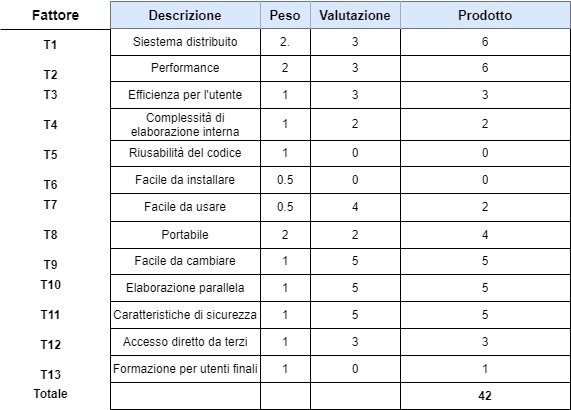 Fattore Descrizione Peso Valutazione Prodotto
T1 Siestema distribuito 2. 3 6
T2 Performance 2 3 6
T3 Efficienza per l'utente 1 3 3
T4 Complessità di
elaborazione interna 1 2 2
T5 Riusabilità del codice 1 0 0
T6 Facile da installare 0.5 0 0
T7 Facile da usare 0.5 4 2
T8 Portabile 2 2 4
T9 Facile da cambiare 1 5 5
T10 Elaborazione parallela 1 5 5
T11 Caratteristiche di sicurezza 1 5 5
T12 Accesso diretto da terzi 1 3 3
T13 Formazione per utenti finali 1 0 1
Totale 42